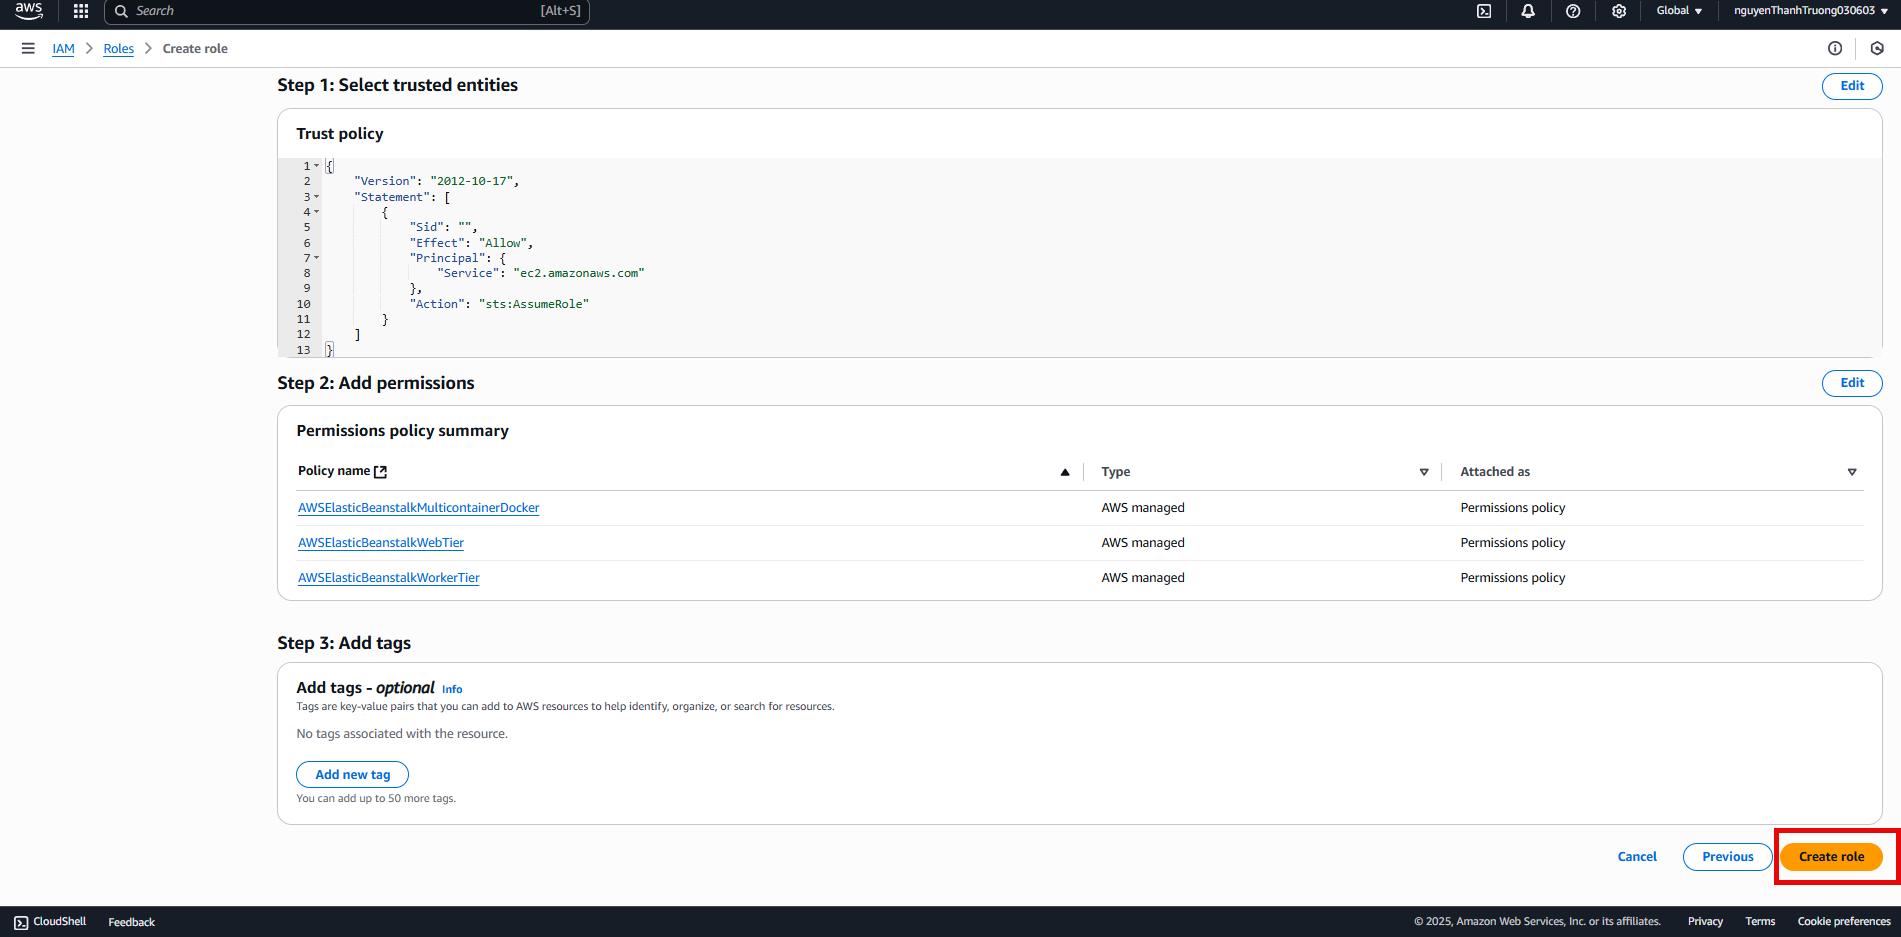 aws
Search [Alt+S]
Global nguyenThanhTruong030603
IAM Roles Create role
Step 1: Select trusted entities
Edit
Trust policy
1 {
2 "Version": "2012-10-17",
3 "Statement": [
4 {
5 "Sid": "",
6 "Effect": "Allow",
7 "Principal": {
8 "Service": "ec2.amazonaws.com"
9 },
10 "Action": "sts:AssumeRole"
11 }
12 ]
13 }
Step 2: Add permissions
Edit
Permissions policy summary
Policy name Type Attached as
AWSElasticBeanstalkMulticontainerDocker AWS managed Permissions policy
AWSElasticBeanstalkWebTier AWS managed Permissions policy
AWSElasticBeanstalkWorkerTier AWS managed Permissions policy
Step 3: Add tags
Add tags - optional Info
Tags are key-value pairs that you can add to AWS resources to help identify, organize, or search for resources.
No tags associated with the resource.
Add new tag
You can add up to 50 more tags.
Cancel Previous Create role
CloudShell Feedback © 2025, Amazon Web Services, Inc. or its affiliates. Privacy Terms Cookie preferences